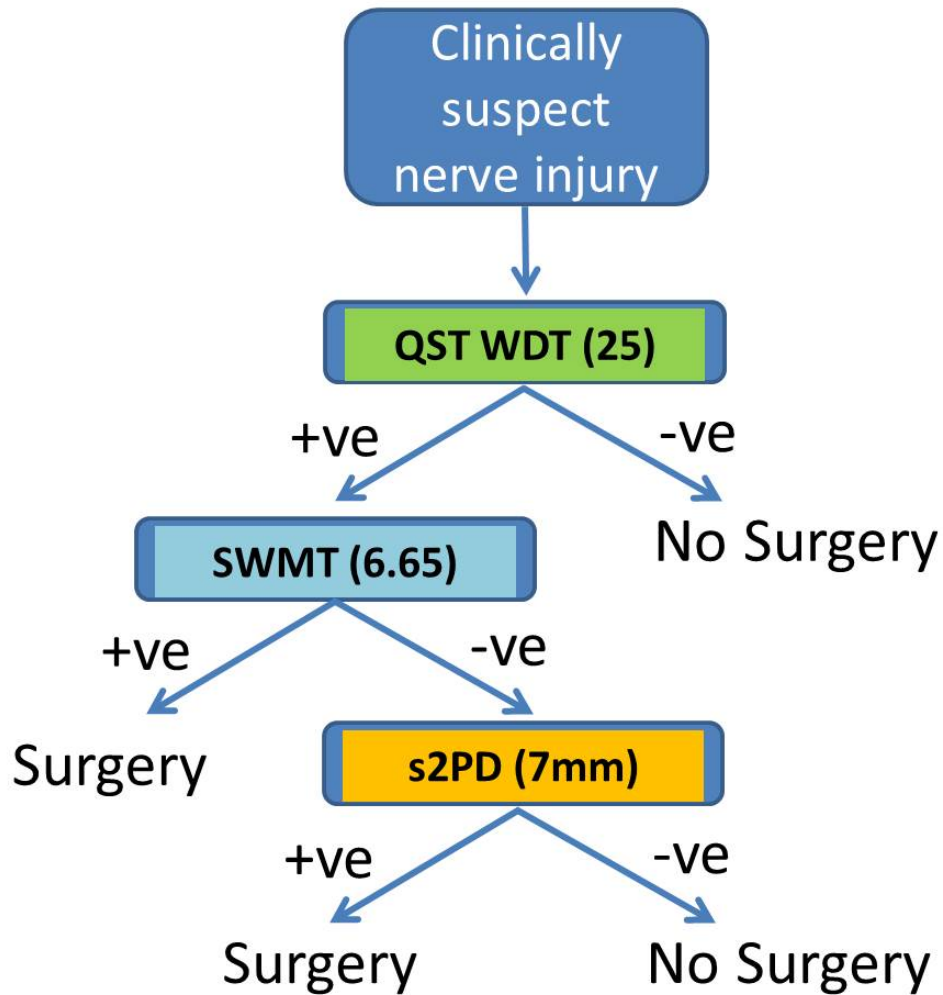 Clinically
suspect
nerve injury
QST WDT (25)
+ve
-ve
No Surgery
SWMT (6.65)
+ve
-ve
Surgery
s2PD (7mm)
+ve
-ve
Surgery
No Surgery